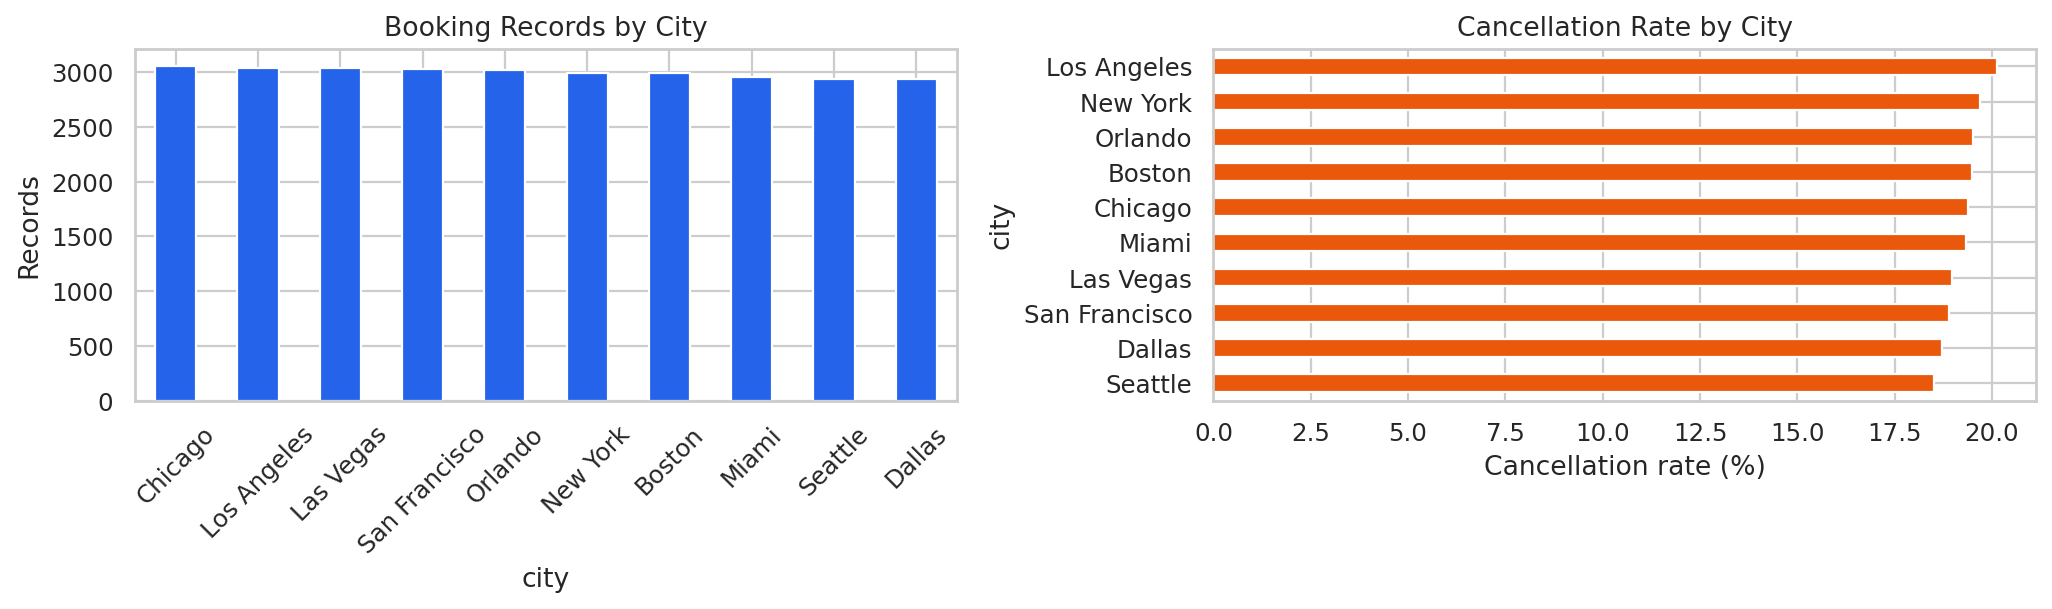 Booking Records by City
Records
3000
2500
2000
1500
1000
500
0
Chicago
Los Angeles
Las Vegas
San Francisco
Orlando
New York
Boston
Miami
Seattle
Dallas
city
Cancellation Rate by City
city
Los Angeles
New York
Orlando
Boston
Chicago
Miami
Las Vegas
San Francisco
Dallas
Seattle
0.0 2.5 5.0 7.5 10.0 12.5 15.0 17.5 20.0
Cancellation rate (%)